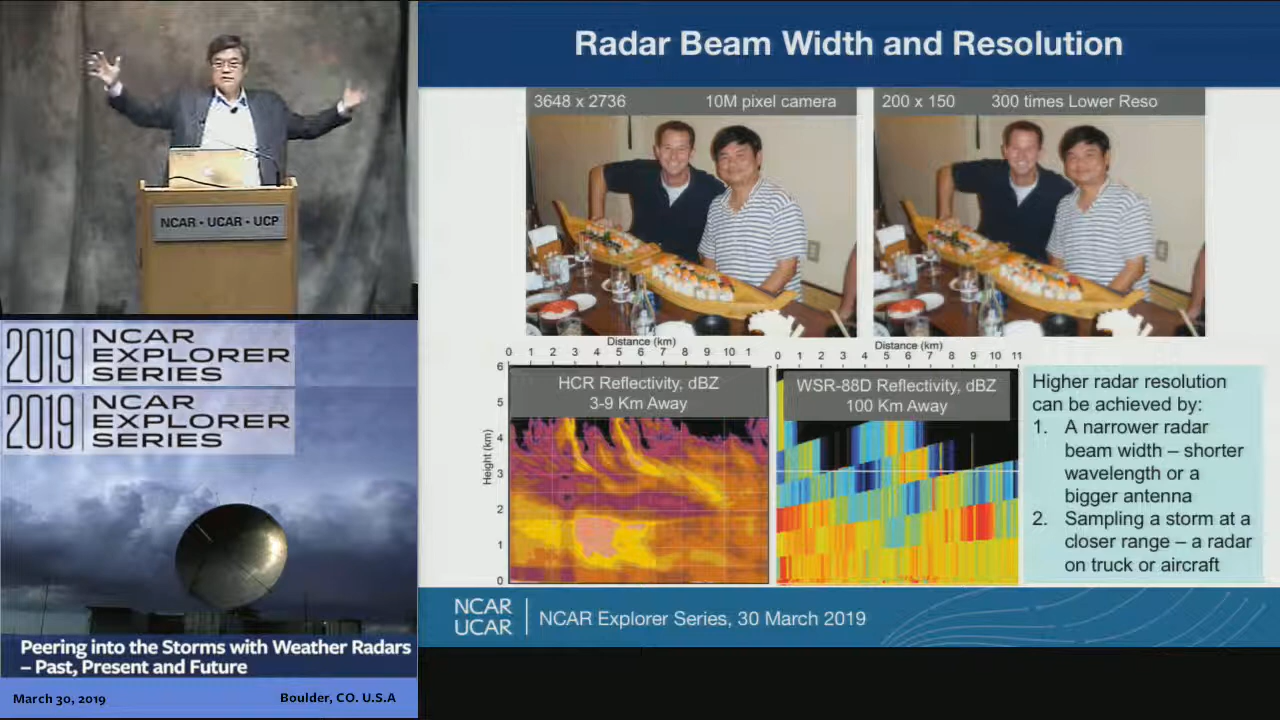 NCAR • UCAR • UCP
2019 NCAR
EXPLORER
SERIES
2019 NCAR
EXPLORER
SERIES
Peering into the Storms with Weather Radars
– Past, Present and Future
March 30, 2019 Boulder, CO. U.S.A
Radar Beam Width and Resolution
3648 x 2736 10M pixel camera
200 x 150 300 times Lower Reso
Distance (km)
0 1 2 3 4 5 6 7 8 9 10 1
Height (km)
6
5
4
3
2
1
0
HCR Reflectivity, dBZ
3-9 Km Away
Distance (km)
0 1 2 3 4 5 6 7 8 9 10 11
WSR-88D Reflectivity, dBZ
100 Km Away
Higher radar resolution
can be achieved by:
1. A narrower radar
beam width – shorter
wavelength or a
bigger antenna
2. Sampling a storm at a
closer range – a radar
on truck or aircraft
NCAR
UCAR
NCAR Explorer Series, 30 March 2019